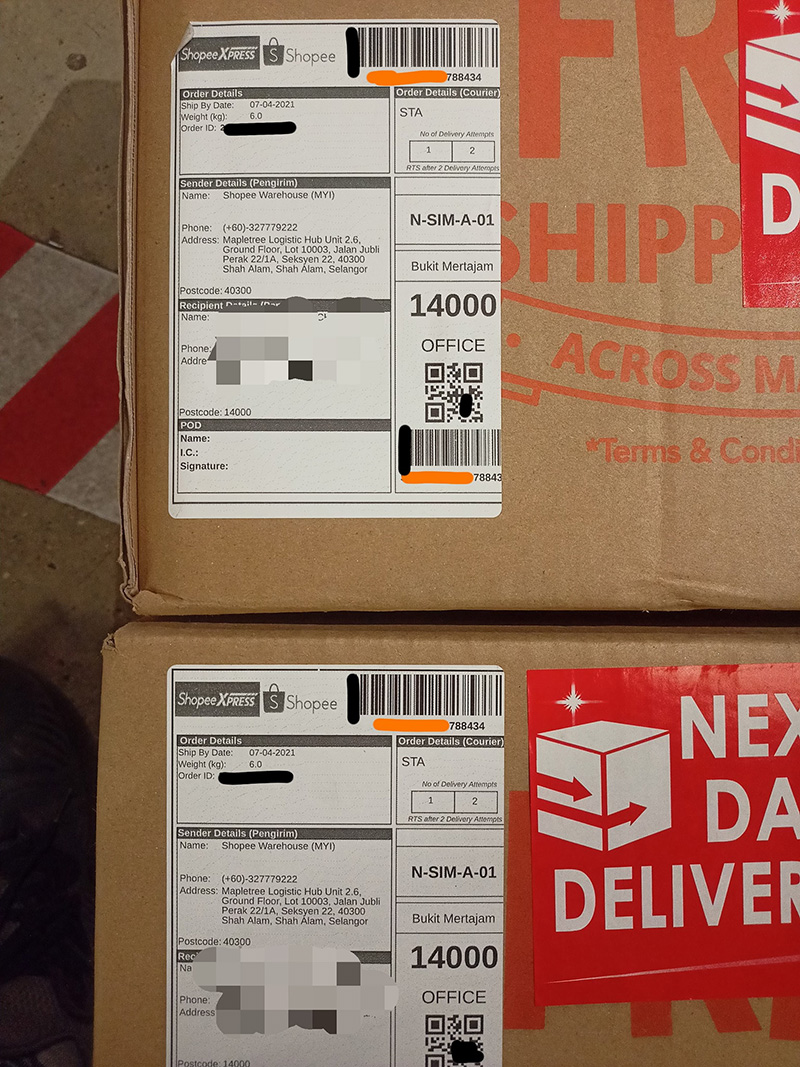 ShopeeXPRESS Shopee
788434
Order Details
Ship By Date: 07-04-2021
Weight (kg): 6.0
Order ID: 2
Order Details (Courier)
STA
No of Delivery Attempts
1 2
RTS after 2 Delivery Attempts
Sender Details (Pengirim)
Name: Shopee Warehouse (MYI)
Phone: (+60)-327779222
Address: Mapletree Logistic Hub Unit 2.6,
Ground Floor, Lot 10003, Jalan Jubli
Perak 22/1A, Seksyen 22, 40300
Shah Alam, Shah Alam, Selangor
Postcode: 40300
N-SIM-A-01
Bukit Mertajam
14000
OFFICE
Recipient Details
Name:
Phone:
Addre
Postcode: 14000
POD
Name:
I.C.:
Signature:
78843
FR
SHIPP
ACROSS M
*Terms & Condi
D
ShopeeXPRESS Shopee
788434
Order Details
Ship By Date: 07-04-2021
Weight (kg): 6.0
Order ID:
Order Details (Courier)
STA
No of Delivery Attempts
1 2
RTS after 2 Delivery Attempts
Sender Details (Pengirim)
Name: Shopee Warehouse (MYI)
Phone: (+60)-327779222
Address: Mapletree Logistic Hub Unit 2.6,
Ground Floor, Lot 10003, Jalan Jubli
Perak 22/1A, Seksyen 22, 40300
Shah Alam, Shah Alam, Selangor
Postcode: 40300
N-SIM-A-01
Bukit Mertajam
14000
OFFICE
Rec
Na
Phone:
Address
Postcode: 14000
NEX
DA
DELIVER